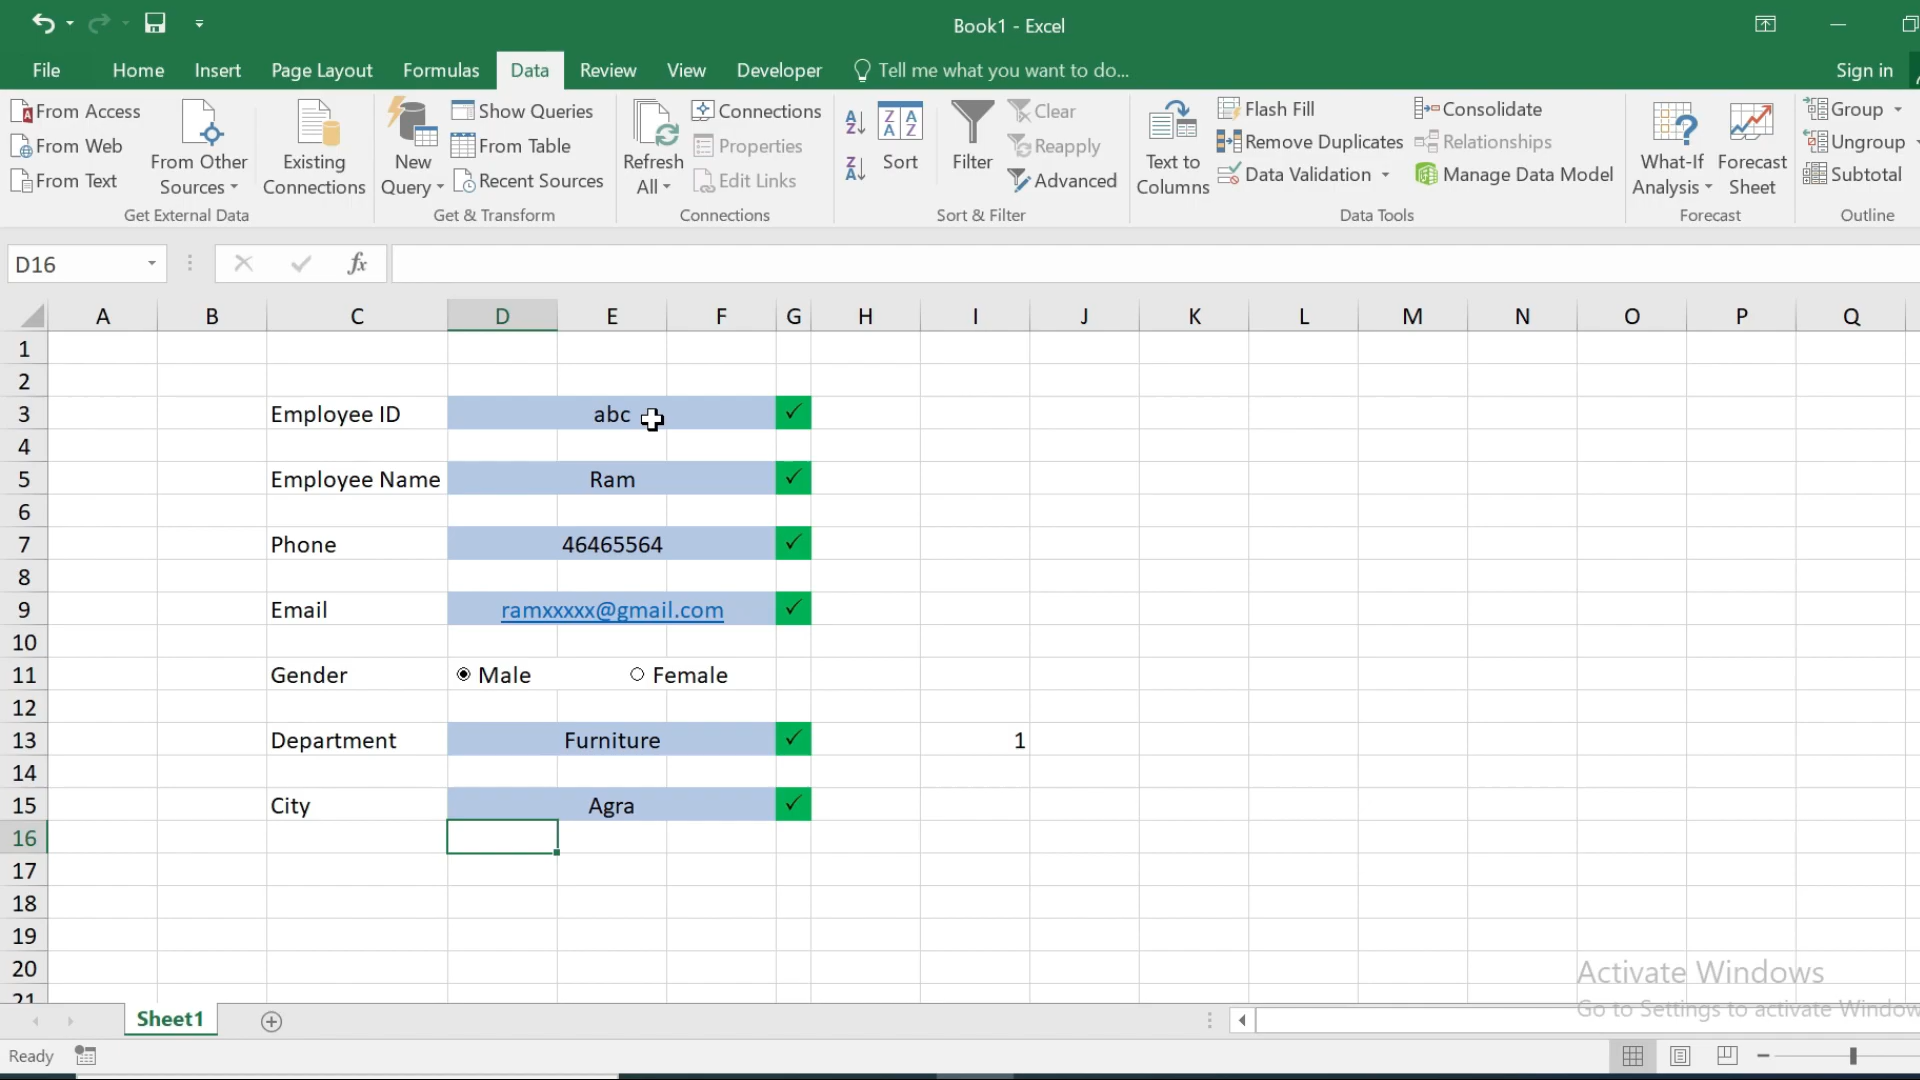 Book1 - Excel
File Home Insert Page Layout Formulas Data Review View Developer Tell me what you want to do... Sign in
From Access
From Web
From Text
From Other
Sources
Get External Data
Existing
Connections
New
Query
Show Queries
From Table
Recent Sources
Get & Transform
Refresh
All
Connections
Properties
Edit Links
Connections
Sort
Filter
Clear
Reapply
Advanced
Sort & Filter
Text to
Columns
Flash Fill
Remove Duplicates
Data Validation
Consolidate
Relationships
Manage Data Model
Data Tools
What-If
Analysis
Forecast
Sheet
Forecast
Group
Ungroup
Subtotal
Outline
D16 fx
A B C D E F G H I J K L M N O P Q
1
2
3 Employee ID abc ✓
4
5 Employee Name Ram ✓
6
7 Phone 46465564 ✓
8
9 Email ramxxxxx@gmail.com ✓
10
11 Gender Male Female
12
13 Department Furniture ✓ 1
14
15 City Agra ✓
16
17
18
19
20
21
Activate Windows
Go to Settings to activate Window
Sheet1
Ready